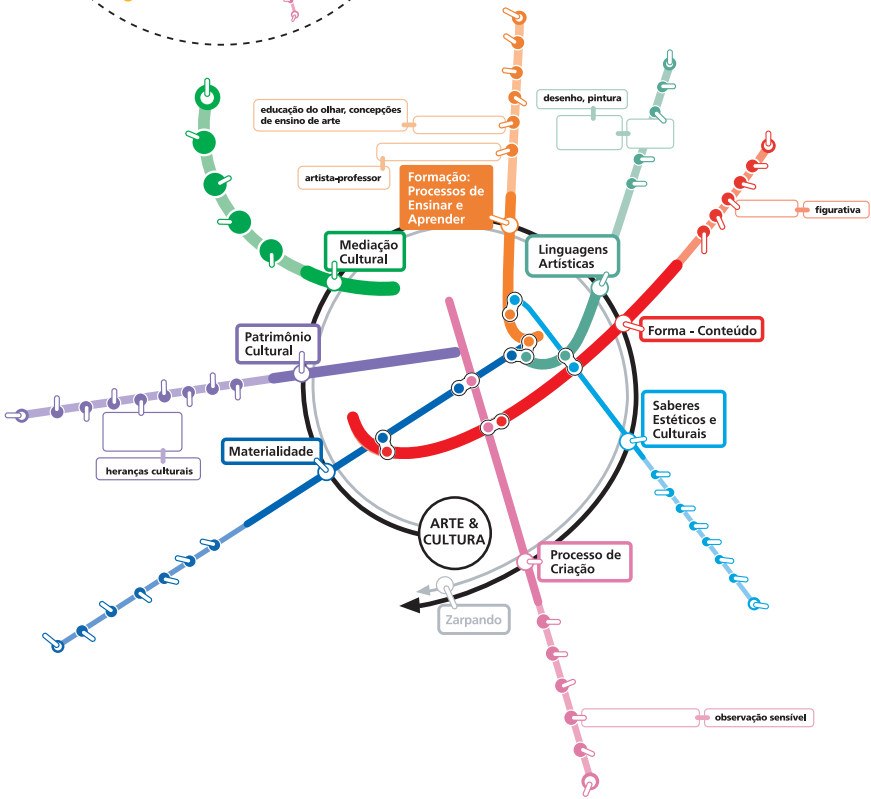 desenho, pintura
educação do olhar, concepções
de ensino de arte
artista-professor
Formação:
Processos de
Ensinar e
Aprender
figurativa
Mediação
Cultural
Linguagens
Artísticas
Forma - Conteúdo
Patrimônio
Cultural
Saberes
Estéticos e
Culturais
Materialidade
heranças culturais
ARTE &
CULTURA
Processo de
Criação
Zarpando
observação sensível